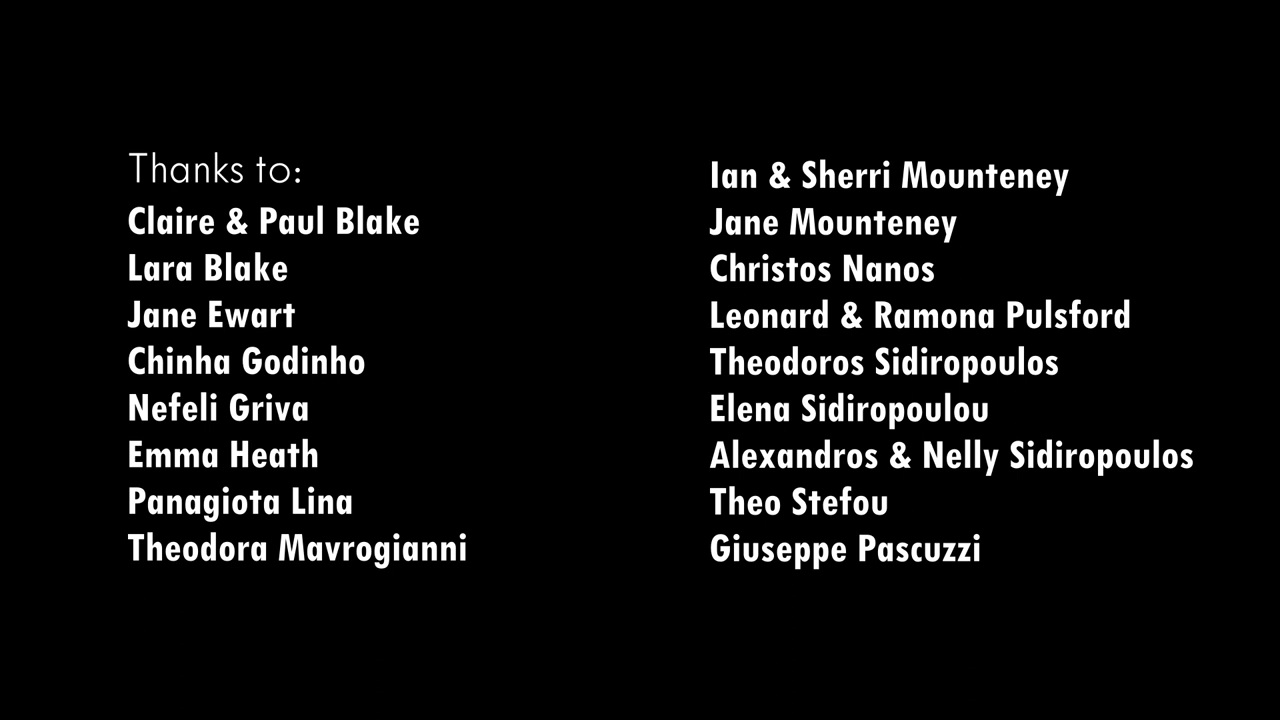 Thanks to:
Claire & Paul Blake
Lara Blake
Jane Ewart
Chinha Godinho
Nefeli Griva
Emma Heath
Panagiota Lina
Theodora Mavrogianni
Ian & Sherri Mounteney
Jane Mounteney
Christos Nanos
Leonard & Ramona Pulsford
Theodoros Sidiropoulos
Elena Sidiropoulou
Alexandros & Nelly Sidiropoulos
Theo Stefou
Giuseppe Pascuzzi